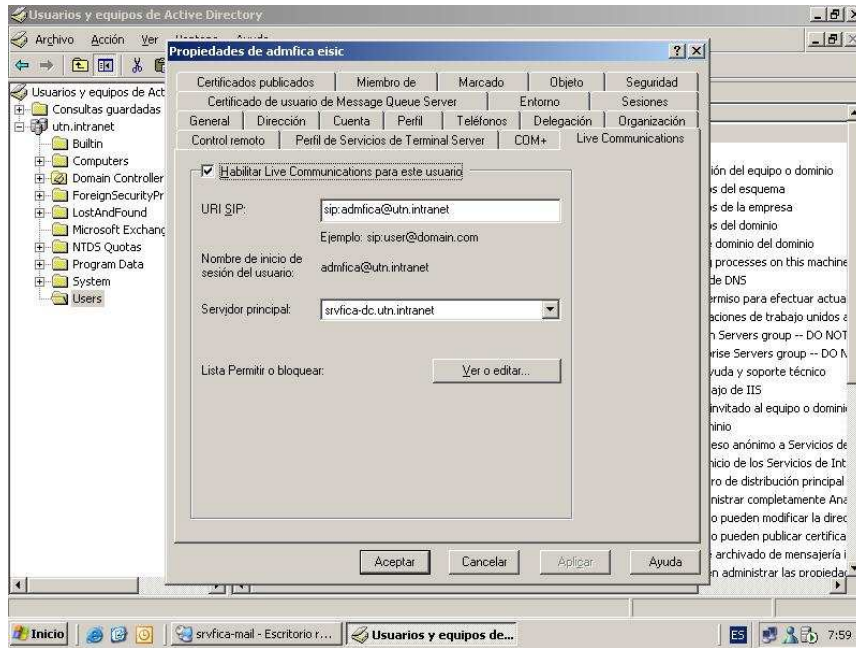 Usuarios y equipos de Active Directory
Archivo Acción Ver Ventana Ayuda
Propiedades de admfica eisic
Usuarios y equipos de Act
Consultas guardadas
utn.intranet
Builtin
Computers
Domain Controller
ForeignSecurityPr
LostAndFound
Microsoft Exchang
NTDS Quotas
Program Data
System
Users
Certificados publicados Miembro de Marcado Objeto Seguridad
Certificado de usuario de Message Queue Server Entorno Sesiones
General Dirección Cuenta Perfil Teléfonos Delegación Organización
Control remoto Perfil de Servicios de Terminal Server COM+ Live Communications
Habilitar Live Communications para este usuario
URI SIP: sip:admfica@utn.intranet
Ejemplo: sip:user@domain.com
Nombre de inicio de
sesión del usuario: admfica@utn.intranet
Servidor principal: srvfica-dc.utn.intranet
Lista Permitir o bloquear: Ver o editar...
Aceptar Cancelar Aplicar Ayuda
ión del equipo o dominio
s del esquema
s de la empresa
s del dominio
dominio del dominio
processes on this machine
de DNS
ermiso para efectuar actua
aciones de trabajo unidos a
n Servers group -- DO NOT
rise Servers group -- DO N
yuda y soporte técnico
ajo de IIS
invitado al equipo o domini
ninio
eso anónimo a Servicios de
nicio de los Servicios de Int
ro de distribución principal
nistrar completamente Ana
o pueden modificar la direc
o pueden publicar certifica
archivado de mensajería i
n administrar las propiedad
Inicio srvfica-mail - Escritorio r... Usuarios y equipos de... ES 7:59